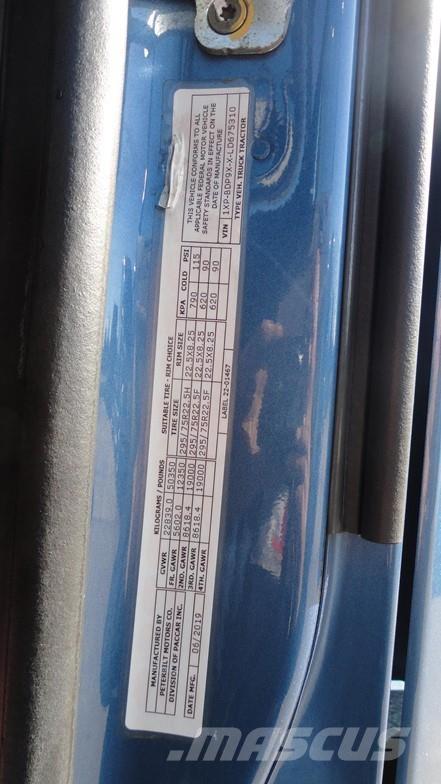 MANUFACTURED BY
PETERBILT MOTORS CO.
DIVISION OF PACCAR INC.
DATE MFG. 06/2019
KILOGRAMS / POUNDS SUITABLE TIRE - RIM CHOICE
GVWR 22839.0 50350 TIRE SIZE RIM SIZE KPA COLD PSI
FR. GAWR 5602.0 12350 295/75R22.5H 22.5X8.25 790 115
2ND. GAWR 8618.4 19000 295/75R22.5F 22.5X8.25 620 90
3RD. GAWR 8618.4 19000 295/75R22.5F 22.5X8.25 620 90
4TH. GAWR
LABEL 22-01467
THIS VEHICLE CONFORMS TO ALL
APPLICABLE FEDERAL MOTOR VEHICLE
SAFETY STANDARDS IN EFFECT ON THE
DATE OF MANUFACTURE
VIN 1XP-BDP9X-X-LD675310
TYPE VEH. TRUCK TRACTOR
MASCUS